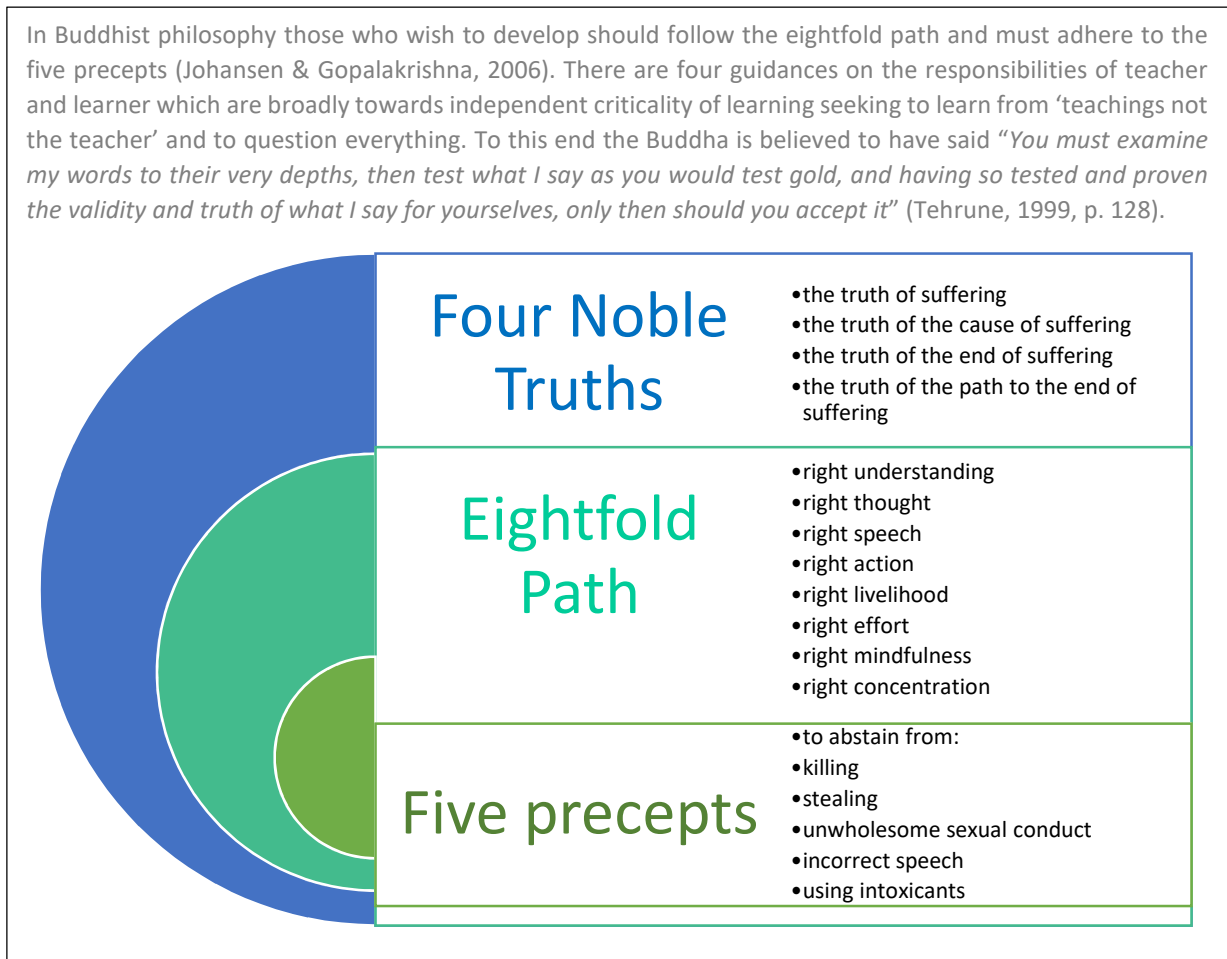 In Buddhist philosophy those who wish to develop should follow the eightfold path and must adhere to the
five precepts (Johansen & Gopalakrishna, 2006). There are four guidances on the responsibilities of teacher
and learner which are broadly towards independent criticality of learning seeking to learn from ‘teachings not
the teacher’ and to question everything. To this end the Buddha is believed to have said “You must examine
my words to their very depths, then test what I say as you would test gold, and having so tested and proven
the validity and truth of what I say for yourselves, only then should you accept it” (Tehrune, 1999, p. 128).
Four Noble
Truths
•the truth of suffering
•the truth of the cause of suffering
•the truth of the end of suffering
•the truth of the path to the end of
suffering
Eightfold
Path
•right understanding
•right thought
•right speech
•right action
•right livelihood
•right effort
•right mindfulness
•right concentration
Five precepts
•to abstain from:
•killing
•stealing
•unwholesome sexual conduct
•incorrect speech
•using intoxicants